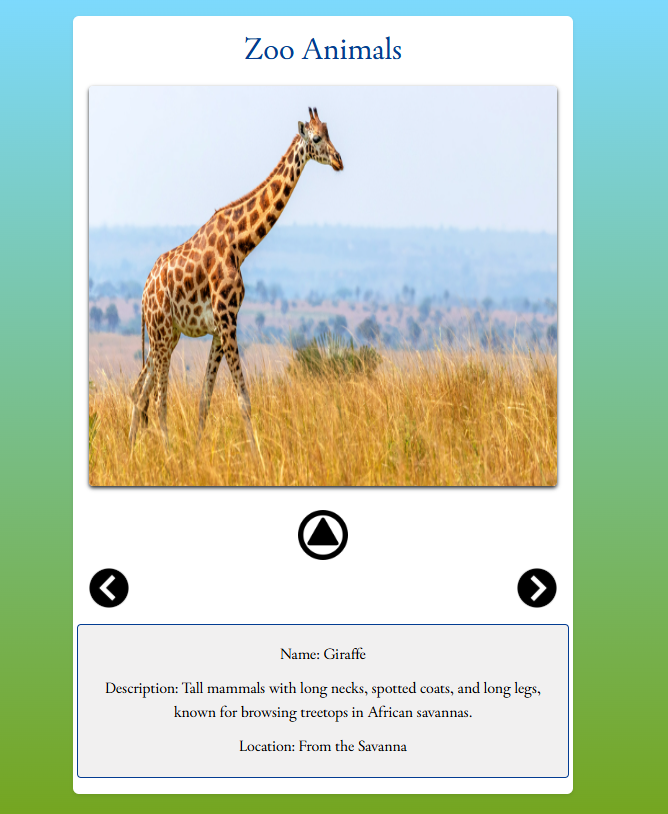 Zoo Animals
Name: Giraffe
Description: Tall mammals with long necks, spotted coats, and long legs,
known for browsing treetops in African savannas.
Location: From the Savanna